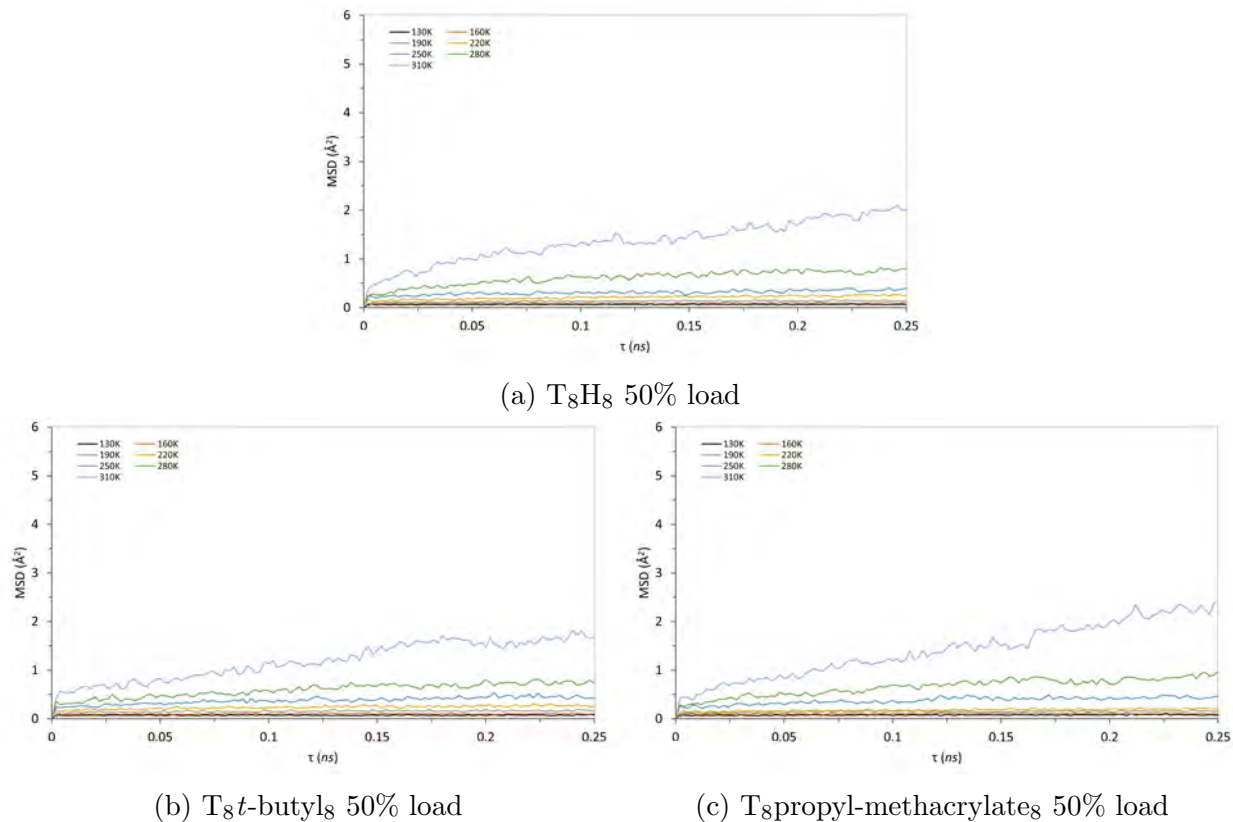 6
5
4
3
2
1
0
MSD (Å²)
130K 160K
190K 220K
250K 280K
310K
0 0.05 0.1 0.15 0.2 0.25
τ (ns)
(a) T₈H₈ 50% load
6
5
4
3
2
1
0
MSD (Å²)
130K 160K
190K 220K
250K 280K
310K
0 0.05 0.1 0.15 0.2 0.25
τ (ns)
(b) T₈t-butyl₈ 50% load
6
5
4
3
2
1
0
MSD (Å²)
130K 160K
190K 220K
250K 280K
310K
0 0.05 0.1 0.15 0.2 0.25
τ (ns)
(c) T₈propyl-methacrylate₈ 50% load